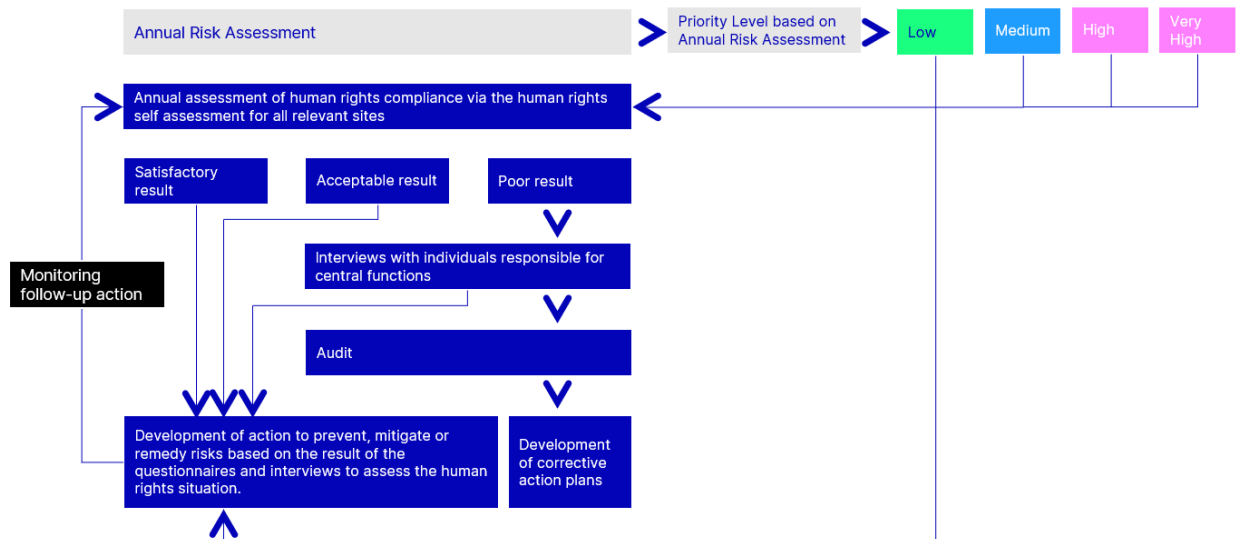 Annual Risk Assessment
Priority Level based on
Annual Risk Assessment
Low
Medium
High
Very
High
Annual assessment of human rights compliance via the human rights
self assessment for all relevant sites
Satisfactory
result
Acceptable result
Poor result
Interviews with individuals responsible for
central functions
Monitoring
follow-up action
Audit
Development of action to prevent, mitigate or
remedy risks based on the result of the
questionnaires and interviews to assess the human
rights situation.
Development
of corrective
action plans